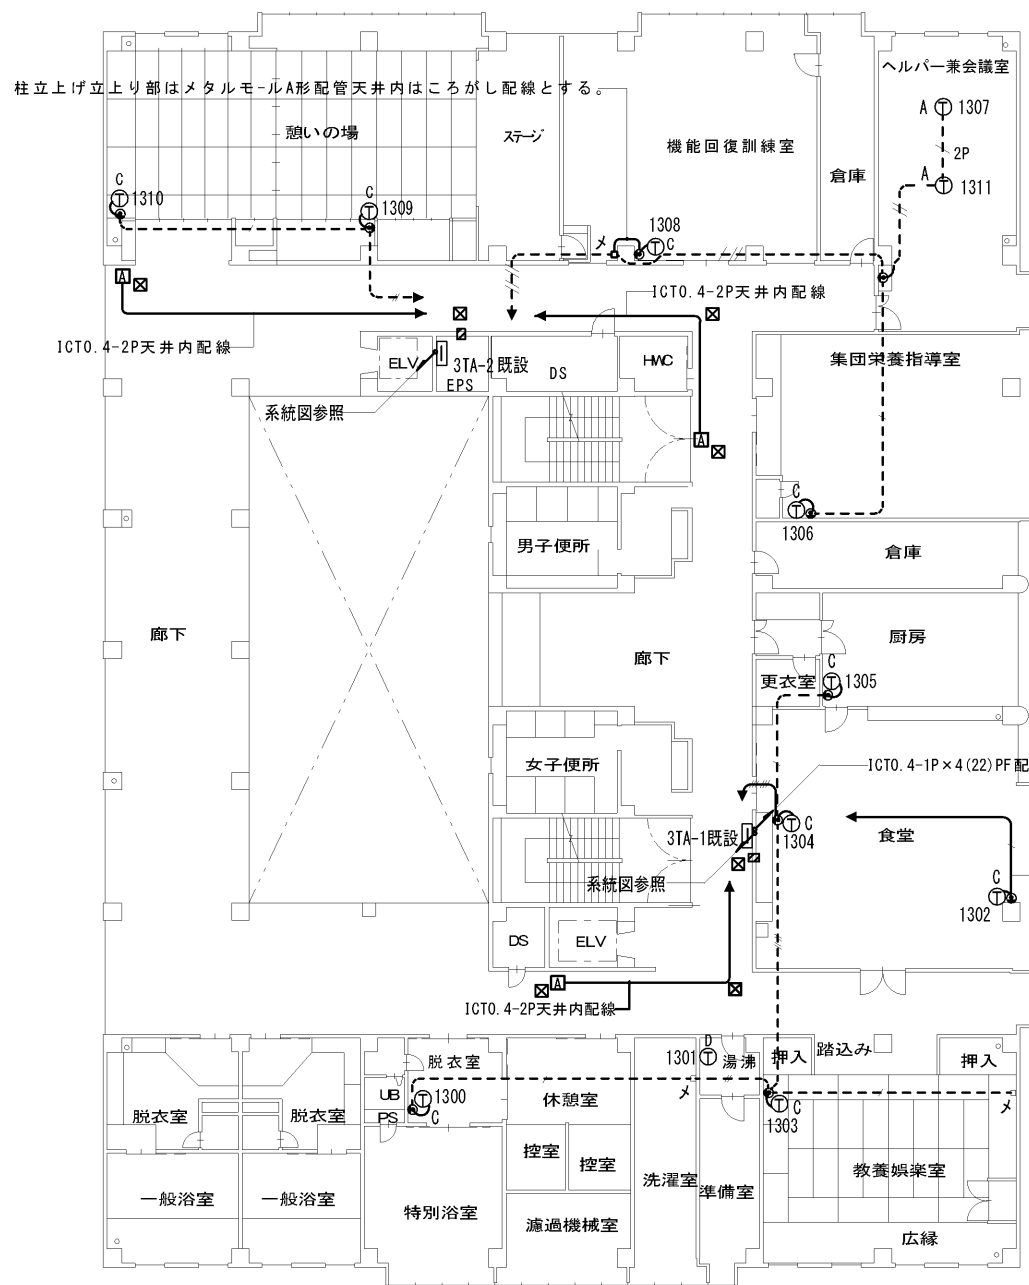 ヘルパー兼会議室
柱立上げ立上り部はメタルモールA形配管天井内はころがし配線とする。
A
1307
憩いの場
ステージ
機能回復訓練室
2P
倉庫
A
1311
C
1310
C
1309
1308
メ
C
A
ICT0.4-2P天井内配線
ICT0.4-2P天井内配線
ELV
3TA-2既設
EPS
DS
HWC
集団栄養指導室
系統図参照
A
C
1306
男子便所
倉庫
廊下
廊下
厨房
C
更衣室
1305
女子便所
ICT0.4-1P×4(22)PF配
3TA-1既設
C
1304
食堂
系統図参照
C
1302
DS
ELV
A
ICT0.4-2P天井内配線
D
1301
湯沸
押入
踏込み
押入
脱衣室
UB
1300
休憩室
メ
脱衣室
脱衣室
PS
C
C
1303
メ
控室
控室
洗濯室
準備室
教養娯楽室
一般浴室
一般浴室
特別浴室
濾過機械室
広縁